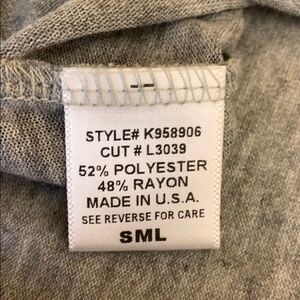 STYLE# K958906
CUT # L3039
52% POLYESTER
48% RAYON
MADE IN U.S.A.
SEE REVERSE FOR CARE
SML